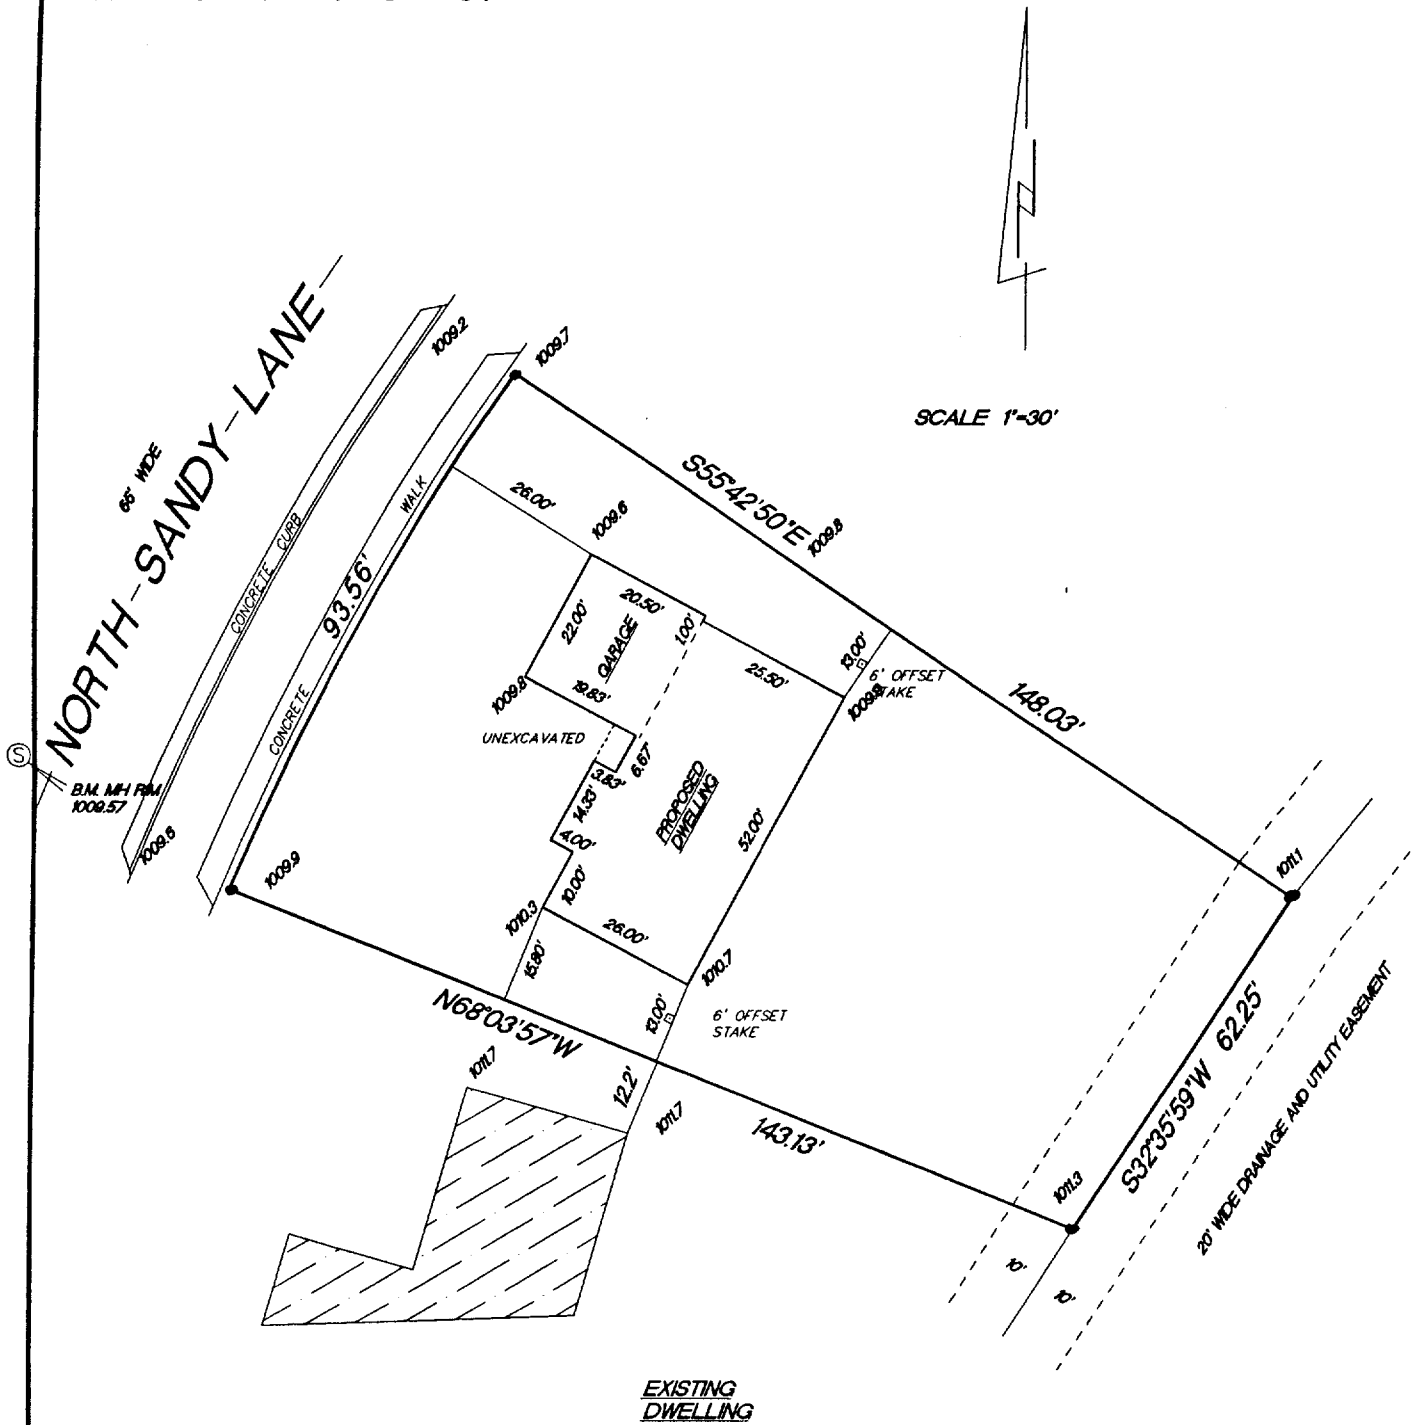 1009.2
1009.7
SCALE 1"=30'
NORTH SANDY LANE
66' WIDE
CONCRETE CURB
CONCRETE WALK
93.56'
S55°42'50"E
148.03'
26.00'
1009.6
1009.8
20.50'
22.00'
GARAGE
1.00'
25.50'
13.00'
6' OFFSET
STAKE
19.83'
1009.8
UNEXCAVATED
6.67'
3.83'
PROPOSED
DWELLING
14.33'
52.00'
4.00'
S
B.M. MH RIM
1009.57
1009.9
10.00'
1011.1
1010.3
26.00'
15.80'
1010.7
13.00'
6' OFFSET
STAKE
N68°03'57"W
143.13'
1011.7
12.2'
1011.7
S32°35'59"W 62.25'
20' WIDE DRAINAGE AND UTILITY EASEMENT
1011.3
10'
10'
EXISTING
DWELLING